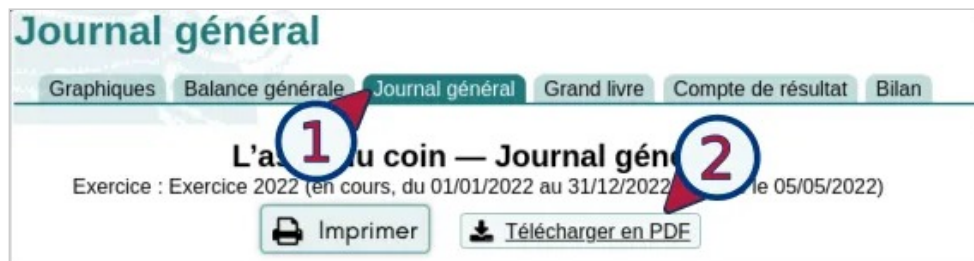 Journal général
Graphiques Balance générale Journal général Grand livre Compte de résultat Bilan
1
L'as u coin — Journal gén
2
Exercice : Exercice 2022 (en cours, du 01/01/2022 au 31/12/2022 le 05/05/2022)
Imprimer Télécharger en PDF